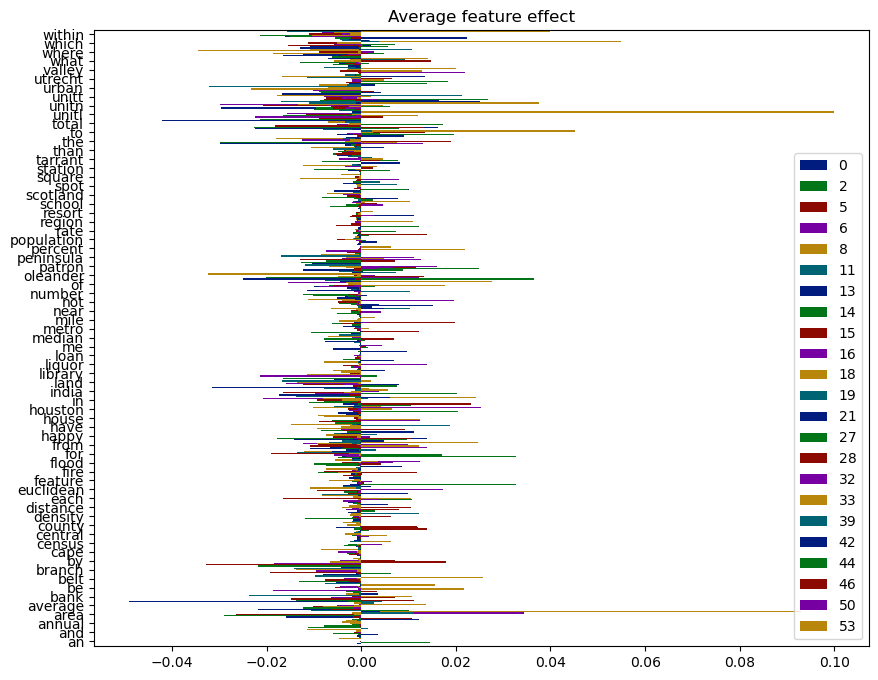 Average feature effect
within
which
where
what
valley
utrecht
urban
unitt
unitn
unitl
total
to
the
than
tarrant
station
square
spot
scotland
school
resort
region
rate
population
percent
peninsula
patron
oleander
of
number
not
near
mile
metro
median
me
loan
liquor
library
land
india
in
houston
house
have
happy
from
for
flood
fire
feature
euclidean
each
distance
density
county
central
census
cape
by
branch
belt
be
bank
average
area
annual
and
an
0
2
5
6
8
11
13
14
15
16
18
19
21
27
28
32
33
39
42
44
46
50
53
−0.04 −0.02 0.00 0.02 0.04 0.06 0.08 0.10